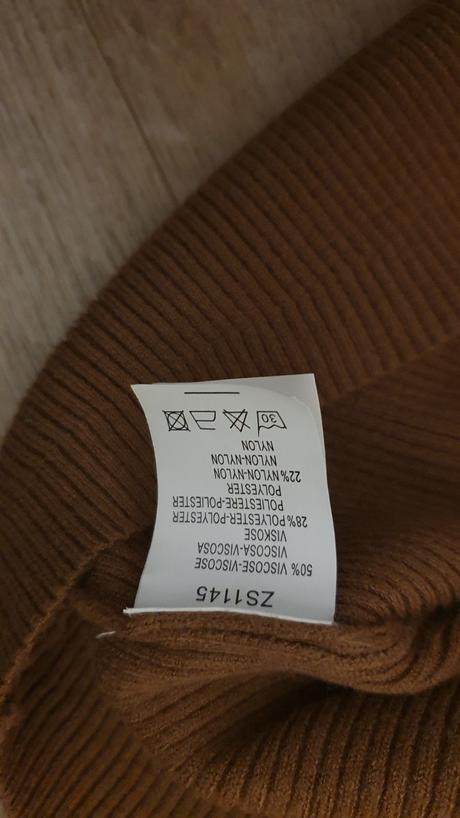 ZS1145
50% VISCOSE-VISCOSE
VISCOSA-VISCOSA
VISKOSE
28% POLYESTER-POLYESTER
POLIESTERE-POLIESTER
POLYESTER
22% NYLON-NYLON
NYLON-NYLON
NYLON
30